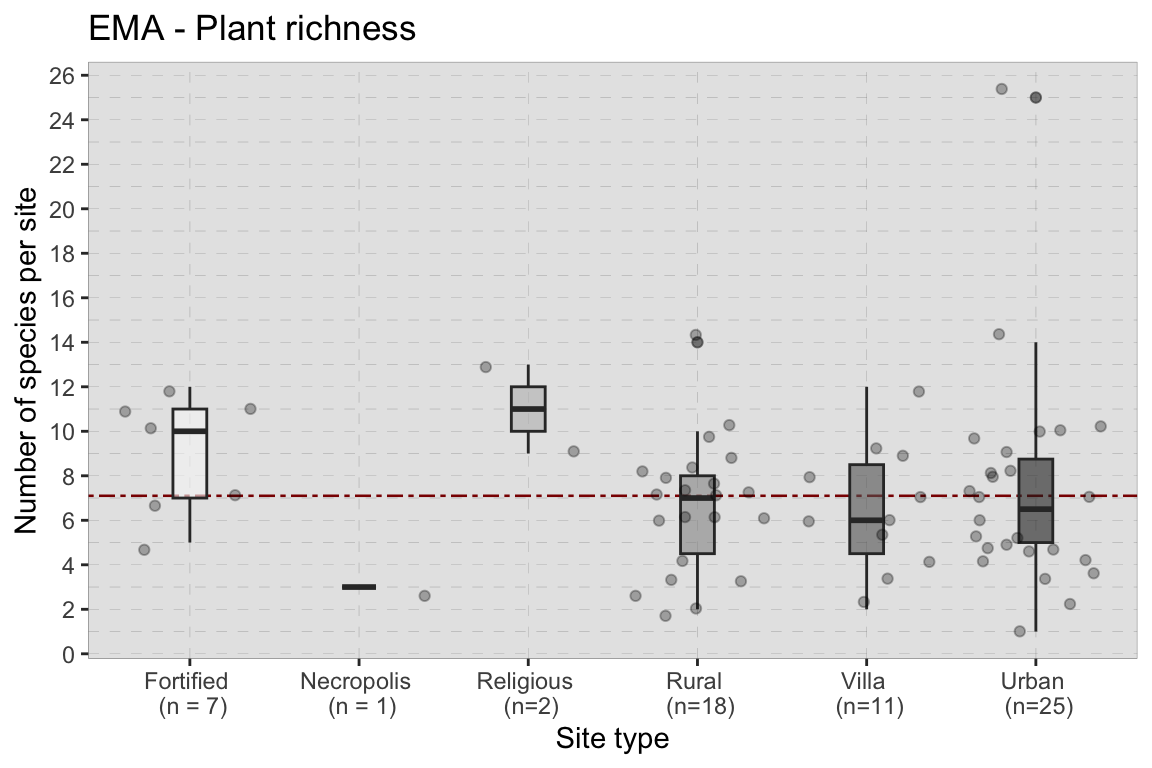 EMA - Plant richness
Number of species per site
26
24
22
20
18
16
14
12
10
8
6
4
2
0
Fortified Necropolis Religious Rural Villa Urban
(n = 7) (n = 1) (n=2) (n=18) (n=11) (n=25)
Site type